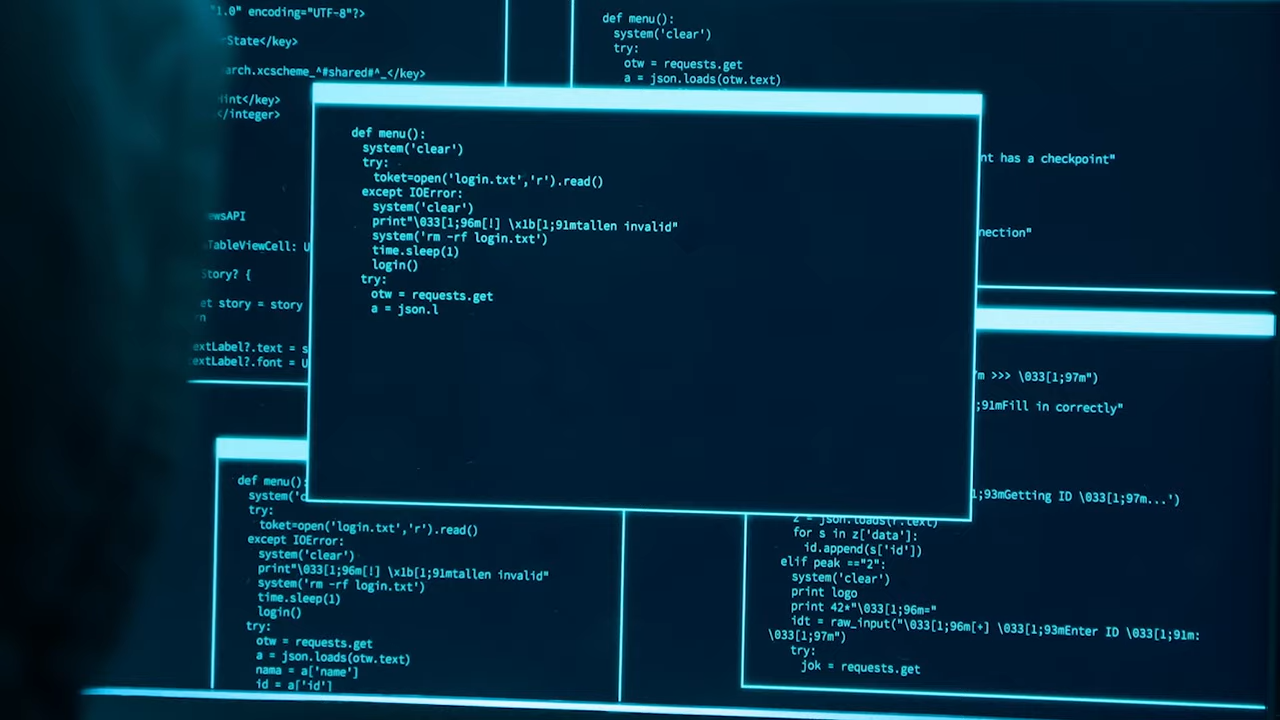 "1.0" encoding="UTF-8"?>
State</key>
arch.xcscheme_^#shared#^_</key>
int</key>
</integer>
ewsAPI
TableViewCell: U
Story? {
et story = story
rn
extLabel?.text = s
extLabel?.font = U
def menu():
system('clear')
try:
otw = requests.get
a = json.loads(otw.text)
def menu():
system('clear')
try:
toket=open('login.txt','r').read()
except IOError:
system('clear')
print"\033[1;96m[!] \x1b[1;91mtallen invalid"
system('rm -rf login.txt')
time.sleep(1)
login()
try:
otw = requests.get
a = json.l
nt has a checkpoint"
nection"
m >>> \033[1;97m")
;91mFill in correctly"
1;93mGetting ID \033[1;97m...')
z = json.loads(r.text)
for s in z['data']:
id.append(s['id'])
elif peak =="2":
system('clear')
print logo
print 42*"\033[1;96m="
idt = raw_input("\033[1;96m[+] \033[1;93mEnter ID \033[1;91m:
\033[1;97m")
try:
jok = requests.get
def menu():
system('c
try:
toket=open('login.txt','r').read()
except IOError:
system('clear')
print"\033[1;96m[!] \x1b[1;91mtallen invalid"
system('rm -rf login.txt')
time.sleep(1)
login()
try:
otw = requests.get
a = json.loads(otw.text)
nama = a['name']
id = a['id']